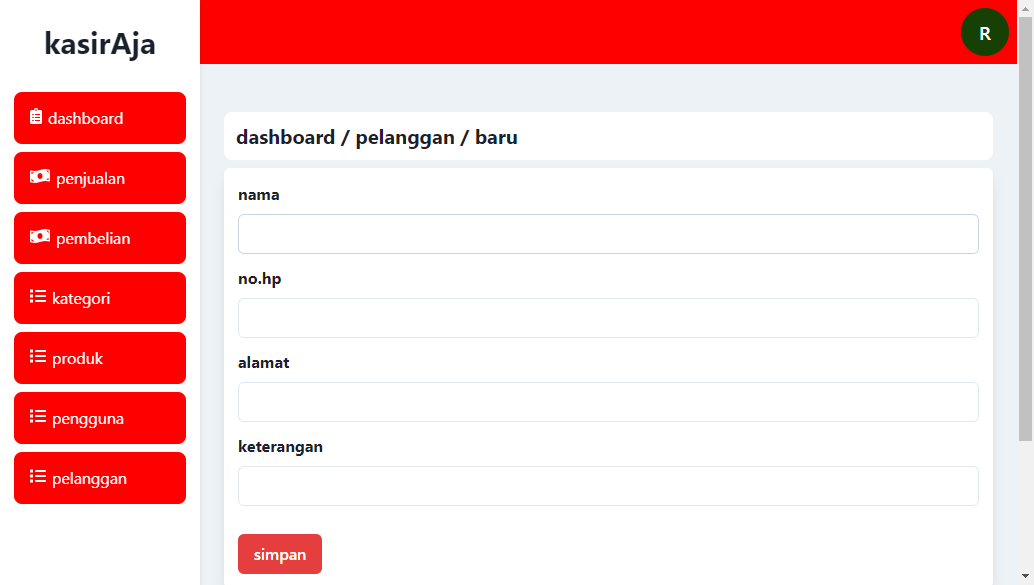 kasirAja
R
dashboard
penjualan
pembelian
kategori
produk
pengguna
pelanggan
dashboard / pelanggan / baru
nama
no.hp
alamat
keterangan
simpan